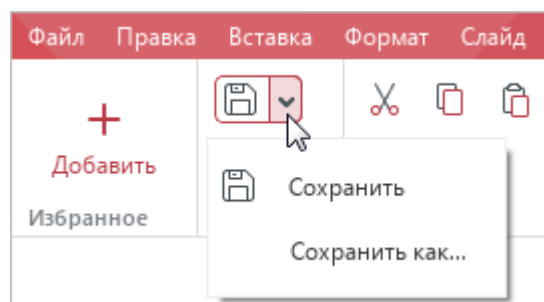 Файл Правка Вставка Формат Слайд
Добавить
Избранное
Сохранить
Сохранить как...